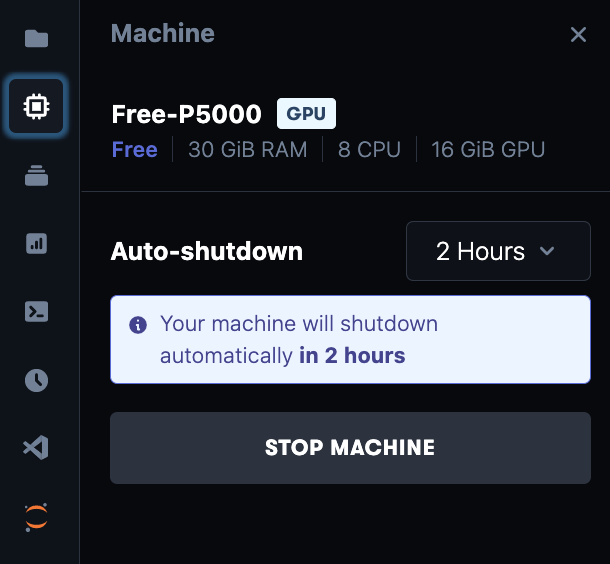 Machine
Free-P5000 GPU
Free 30 GiB RAM 8 CPU 16 GiB GPU
Auto-shutdown 2 Hours
Your machine will shutdown
automatically in 2 hours
STOP MACHINE